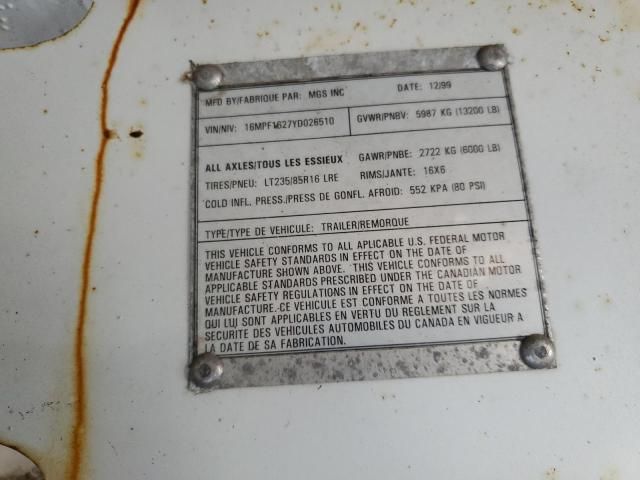 MFD BY/FABRIQUE PAR: MGS INC DATE: 12/99
VIN/NIV: 16MPF1627YD026510 GVWR/PNBV: 5987 KG (13200 LB)
ALL AXLES/TOUS LES ESSIEUX GAWR/PNBE: 2722 KG (6000 LB)
TIRES/PNEU: LT235/85R16 LRE RIMS/JANTE: 16X6
COLD INFL. PRESS./PRESS DE GONFL. AFROID: 552 KPA (80 PSI)
TYPE/TYPE DE VEHICULE: TRAILER/REMORQUE
THIS VEHICLE CONFORMS TO ALL APLICABLE U.S. FEDERAL MOTOR
VEHICLE SAFETY STANDARDS IN EFFECT ON THE DATE OF
MANUFACTURE SHOWN ABOVE. THIS VEHICLE CONFORMS TO ALL
APPLICABLE STANDARDS PRESCRIBED UNDER THE CANADIAN MOTOR
VEHICLE SAFETY REGULATIONS IN EFFECT ON THE DATE OF
MANUFACTURE.-CE VEHICULE EST CONFORME A TOUTES LES NORMES
QUI LUI SONT APPLICABLES EN VERTU DU REGLEMENT SUR LA
SECURITE DES VEHICULES AUTOMOBILES DU CANADA EN VIGUEUR A
LA DATE DE SA FABRICATION.